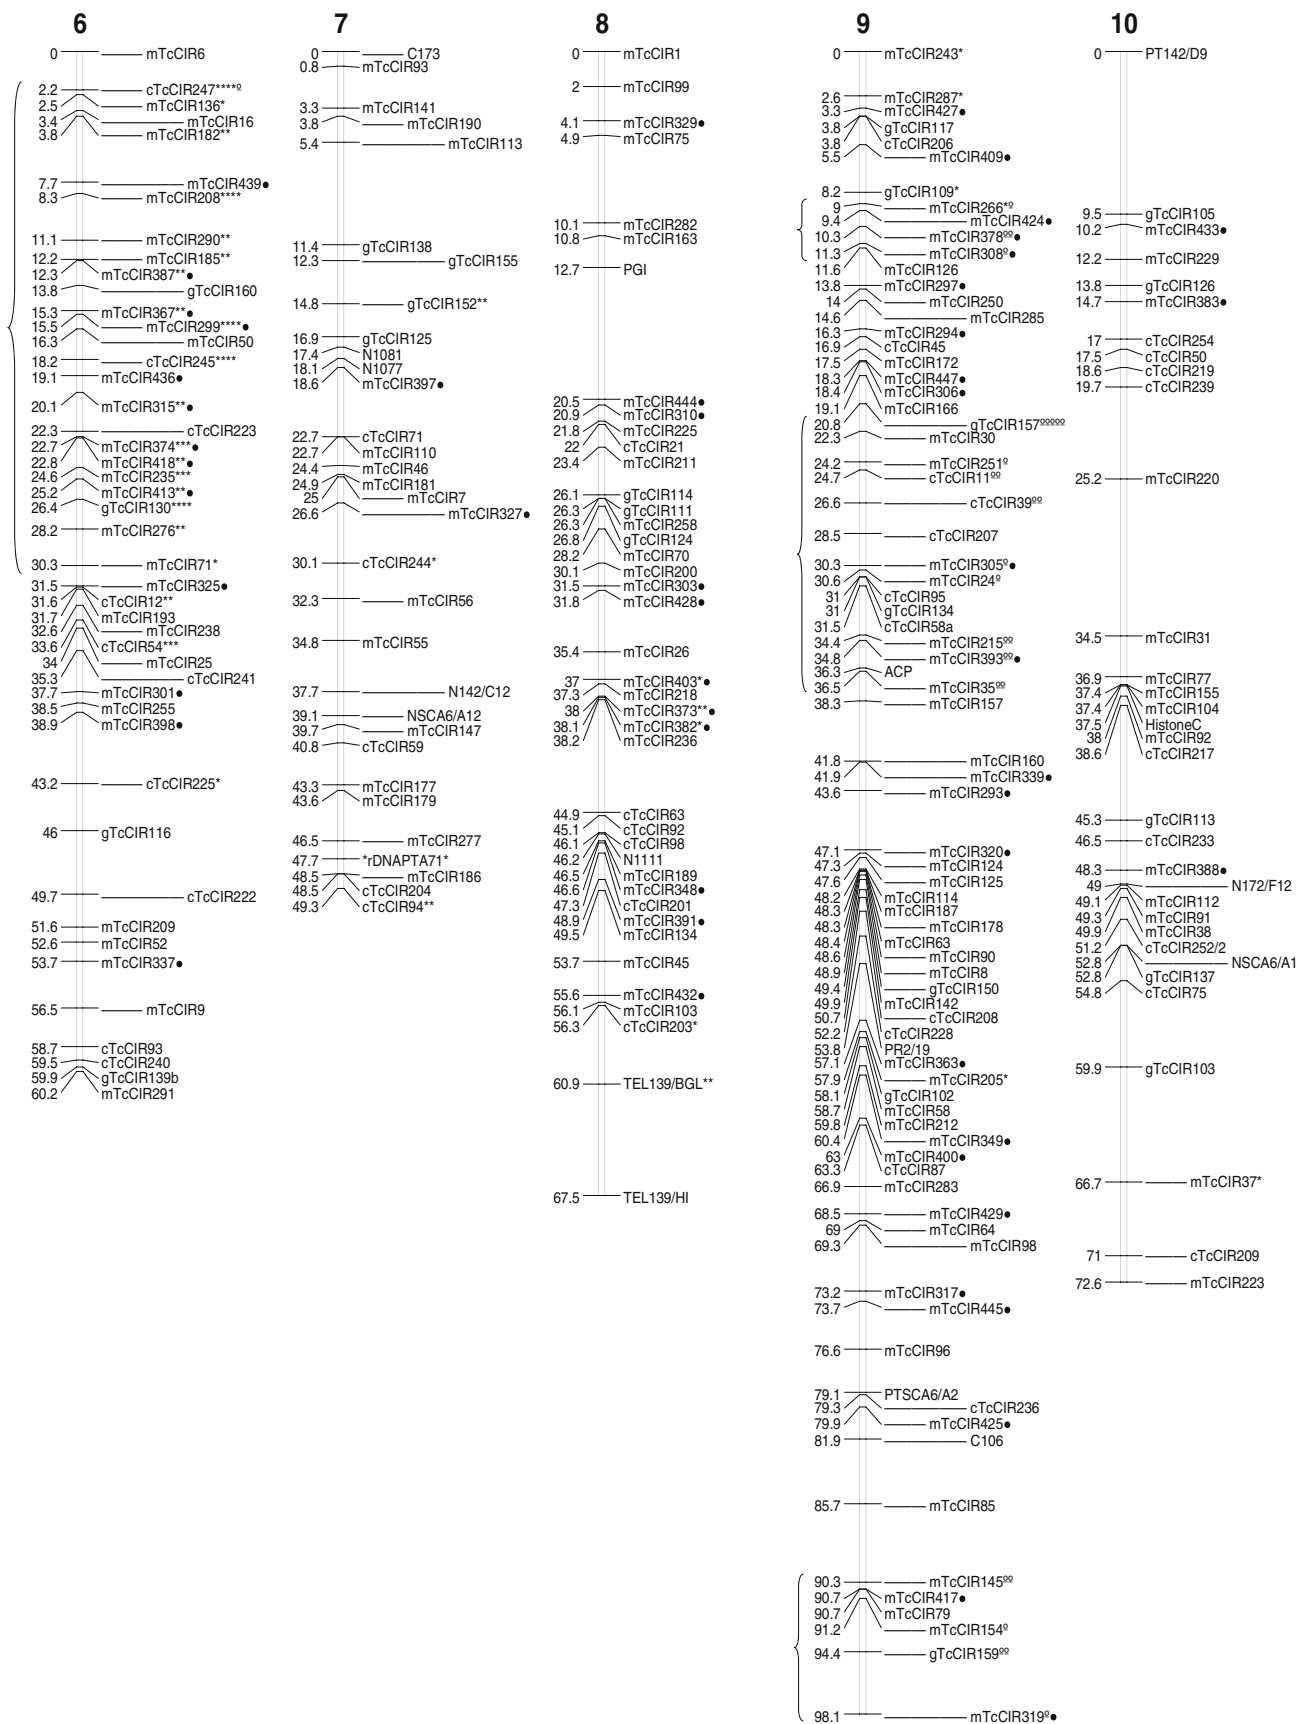 6
0 mTcCIR6
2.2 cTcCIR247****º
2.5 mTcCIR136*
3.4 mTcCIR16
3.8 mTcCIR182**
7.7 mTcCIR439●
8.3 mTcCIR208****
11.1 mTcCIR290**
12.2 mTcCIR185**
12.3 mTcCIR387**●
13.8 gTcCIR160
15.3 mTcCIR367**●
15.5 mTcCIR299****●
16.3 mTcCIR50
18.2 cTcCIR245****
19.1 mTcCIR436●
20.1 mTcCIR315**●
22.3 cTcCIR223
22.7 mTcCIR374***●
22.8 mTcCIR418**●
24.6 mTcCIR235***
25.2 mTcCIR413**●
26.4 gTcCIR130****
28.2 mTcCIR276**
30.3 mTcCIR71*
31.5 mTcCIR325●
31.6 cTcCIR12**
31.7 mTcCIR193
32.6 mTcCIR238
33.6 cTcCIR54***
34 mTcCIR25
35.3 cTcCIR241
37.7 mTcCIR301●
38.5 mTcCIR255
38.9 mTcCIR398●
43.2 cTcCIR225*
46 gTcCIR116
49.7 cTcCIR222
51.6 mTcCIR209
52.6 mTcCIR52
53.7 mTcCIR337●
56.5 mTcCIR9
58.7 cTcCIR93
59.5 cTcCIR240
59.9 gTcCIR139b
60.2 mTcCIR291
7
0 C173
0.8 mTcCIR93
3.3 mTcCIR141
3.8 mTcCIR190
5.4 mTcCIR113
11.4 gTcCIR138
12.3 gTcCIR155
14.8 gTcCIR152**
16.9 gTcCIR125
17.4 N1081
18.1 N1077
18.6 mTcCIR397●
22.7 cTcCIR71
22.7 mTcCIR110
24.4 mTcCIR46
24.9 mTcCIR181
25 mTcCIR7
26.6 mTcCIR327●
30.1 cTcCIR244*
32.3 mTcCIR56
34.8 mTcCIR55
37.7 N142/C12
39.1 NSCA6/A12
39.7 mTcCIR147
40.8 cTcCIR59
43.3 mTcCIR177
43.6 mTcCIR179
46.5 mTcCIR277
47.7 *rDNAPTA71*
48.5 mTcCIR186
48.5 cTcCIR204
49.3 cTcCIR94**
8
0 mTcCIR1
2 mTcCIR99
4.1 mTcCIR329●
4.9 mTcCIR75
10.1 mTcCIR282
10.8 mTcCIR163
12.7 PGI
20.5 mTcCIR444●
20.9 mTcCIR310●
21.8 mTcCIR225
22 cTcCIR21
23.4 mTcCIR211
26.1 gTcCIR114
26.3 gTcCIR111
26.3 mTcCIR258
26.8 gTcCIR124
28.2 mTcCIR70
30.1 mTcCIR200
31.5 mTcCIR303●
31.8 mTcCIR428●
35.4 mTcCIR26
37 mTcCIR403*●
37.3 mTcCIR218
38 mTcCIR373**●
38.1 mTcCIR382*●
38.2 mTcCIR236
44.9 cTcCIR63
45.1 cTcCIR92
46.1 cTcCIR98
46.2 N1111
46.5 mTcCIR189
46.6 mTcCIR348●
47.3 cTcCIR201
48.9 mTcCIR391●
49.5 mTcCIR134
53.7 mTcCIR45
55.6 mTcCIR432●
56.1 mTcCIR103
56.3 cTcCIR203*
60.9 TEL139/BGL**
67.5 TEL139/HI
9
0 mTcCIR243*
2.6 mTcCIR287*
3.3 mTcCIR427●
3.8 gTcCIR117
3.8 cTcCIR206
5.5 mTcCIR409●
8.2 gTcCIR109*
9 mTcCIR266*º
9.4 mTcCIR424●
10.3 mTcCIR378ºº●
11.3 mTcCIR308º●
11.6 mTcCIR126
13.8 mTcCIR297●
14 mTcCIR250
14.6 mTcCIR285
16.3 mTcCIR294●
16.9 cTcCIR45
17.5 mTcCIR172
18.3 mTcCIR447●
18.4 mTcCIR306●
19.1 mTcCIR166
20.8 gTcCIR157ººººº
22.3 mTcCIR30
24.2 mTcCIR251º
24.7 cTcCIR11ºº
26.6 cTcCIR39ºº
28.5 cTcCIR207
30.3 mTcCIR305º●
30.6 mTcCIR24º
31 cTcCIR95
31 gTcCIR134
31.5 cTcCIR58a
34.4 mTcCIR215ºº
34.8 mTcCIR393ºº●
36.3 ACP
36.5 mTcCIR35ºº
38.3 mTcCIR157
41.8 mTcCIR160
41.9 mTcCIR339●
43.6 mTcCIR293●
47.1 mTcCIR320●
47.3 mTcCIR124
47.6 mTcCIR125
48.2 mTcCIR114
48.3 mTcCIR187
48.3 mTcCIR178
48.4 mTcCIR63
48.6 mTcCIR90
48.9 mTcCIR8
49.4 gTcCIR150
49.9 mTcCIR142
50.7 cTcCIR208
52.2 cTcCIR228
53.8 PR2/19
57.1 mTcCIR363●
57.9 mTcCIR205*
58.1 gTcCIR102
58.7 mTcCIR58
59.8 mTcCIR212
60.4 mTcCIR349●
63 mTcCIR400●
63.3 cTcCIR87
66.9 mTcCIR283
68.5 mTcCIR429●
69 mTcCIR64
69.3 mTcCIR98
73.2 mTcCIR317●
73.7 mTcCIR445●
76.6 mTcCIR96
79.1 PTSCA6/A2
79.3 cTcCIR236
79.9 mTcCIR425●
81.9 C106
85.7 mTcCIR85
90.3 mTcCIR145ºº
90.7 mTcCIR417●
90.7 mTcCIR79
91.2 mTcCIR154º
94.4 gTcCIR159ºº
98.1 mTcCIR319º●
10
0 PT142/D9
9.5 gTcCIR105
10.2 mTcCIR433●
12.2 mTcCIR229
13.8 gTcCIR126
14.7 mTcCIR383●
17 cTcCIR254
17.5 cTcCIR50
18.6 cTcCIR219
19.7 cTcCIR239
25.2 mTcCIR220
34.5 mTcCIR31
36.9 mTcCIR77
37.4 mTcCIR155
37.4 mTcCIR104
37.5 HistoneC
38 mTcCIR92
38.6 cTcCIR217
45.3 gTcCIR113
46.5 cTcCIR233
48.3 mTcCIR388●
49 N172/F12
49.1 mTcCIR112
49.3 mTcCIR91
49.9 mTcCIR38
51.2 cTcCIR252/2
52.8 NSCA6/A1
52.8 gTcCIR137
54.8 cTcCIR75
59.9 gTcCIR103
66.7 mTcCIR37*
71 cTcCIR209
72.6 mTcCIR223